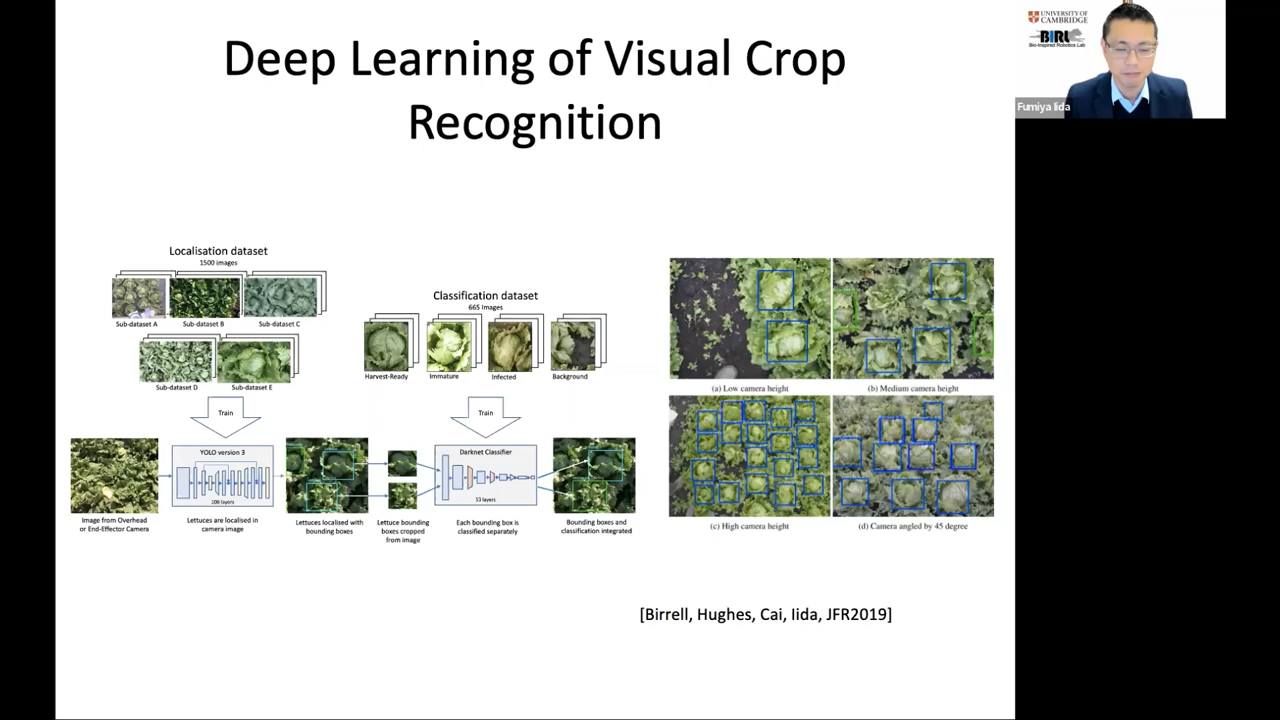 Deep Learning of Visual Crop
Recognition
Localisation dataset
1500 images
Sub-dataset A
Sub-dataset B
Sub-dataset C
Sub-dataset D
Sub-dataset E
Classification dataset
665 Images
Harvest-Ready
Immature
Infected
Background
Train
Train
YOLO version 3
106 layers
Darknet Classifier
53 layers
Image from Overhead
or End-Effector Camera
Lettuces are localised in
camera image
Lettuces localised with
bounding boxes
Lettuce bounding
boxes cropped
from image
Each bounding box is
classified separately
Bounding boxes and
classification integrated
(a) Low camera height
(b) Medium camera height
(c) High camera height
(d) Camera angled by 45 degree
[Birrell, Hughes, Cai, Iida, JFR2019]
UNIVERSITY OF
CAMBRIDGE
BIRL
Bio-Inspired Robotics Lab
Fumiya Iida